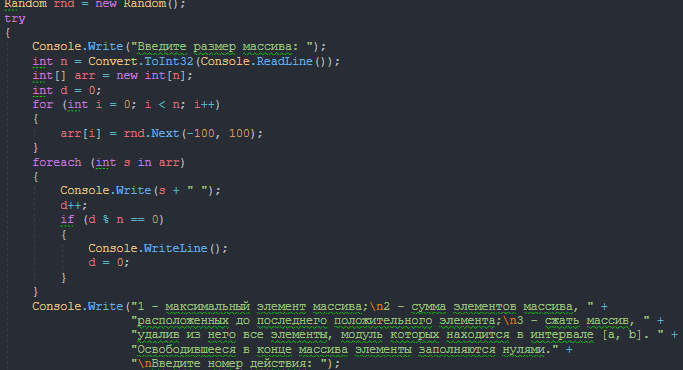 Random rnd = new Random();
try
{
Console.Write("Введите размер массива: ");
int n = Convert.ToInt32(Console.ReadLine());
int[] arr = new int[n];
int d = 0;
for (int i = 0; i < n; i++)
{
arr[i] = rnd.Next(-100, 100);
}
foreach (int s in arr)
{
Console.Write(s + " ");
d++;
if (d % n == 0)
{
Console.WriteLine();
d = 0;
}
}
Console.Write("1 - максимальный элемент массива;\n2 - сумма элементов массива, " +
"расположенных до последнего положительного элемента;\n3 - сжать массив, " +
"удалив из него все элементы, модуль которых находится в интервале [a, b]. " +
"Освободившееся в конце массива элементы заполняются нулями." +
"\nВведите номер действия: ");